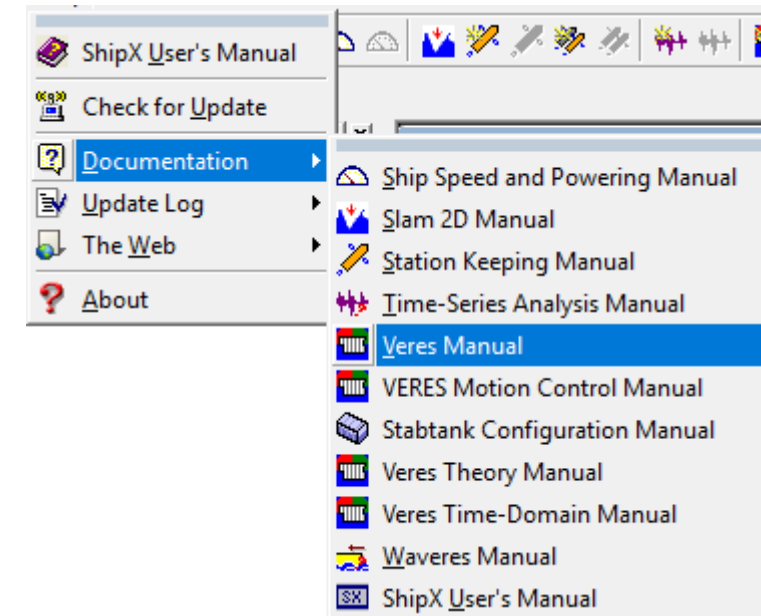 ShipX User's Manual
Check for Update
Documentation
Update Log
The Web
About
Ship Speed and Powering Manual
Slam 2D Manual
Station Keeping Manual
Time-Series Analysis Manual
Veres Manual
VERES Motion Control Manual
Stabtank Configuration Manual
Veres Theory Manual
Veres Time-Domain Manual
Waveres Manual
SX ShipX User's Manual